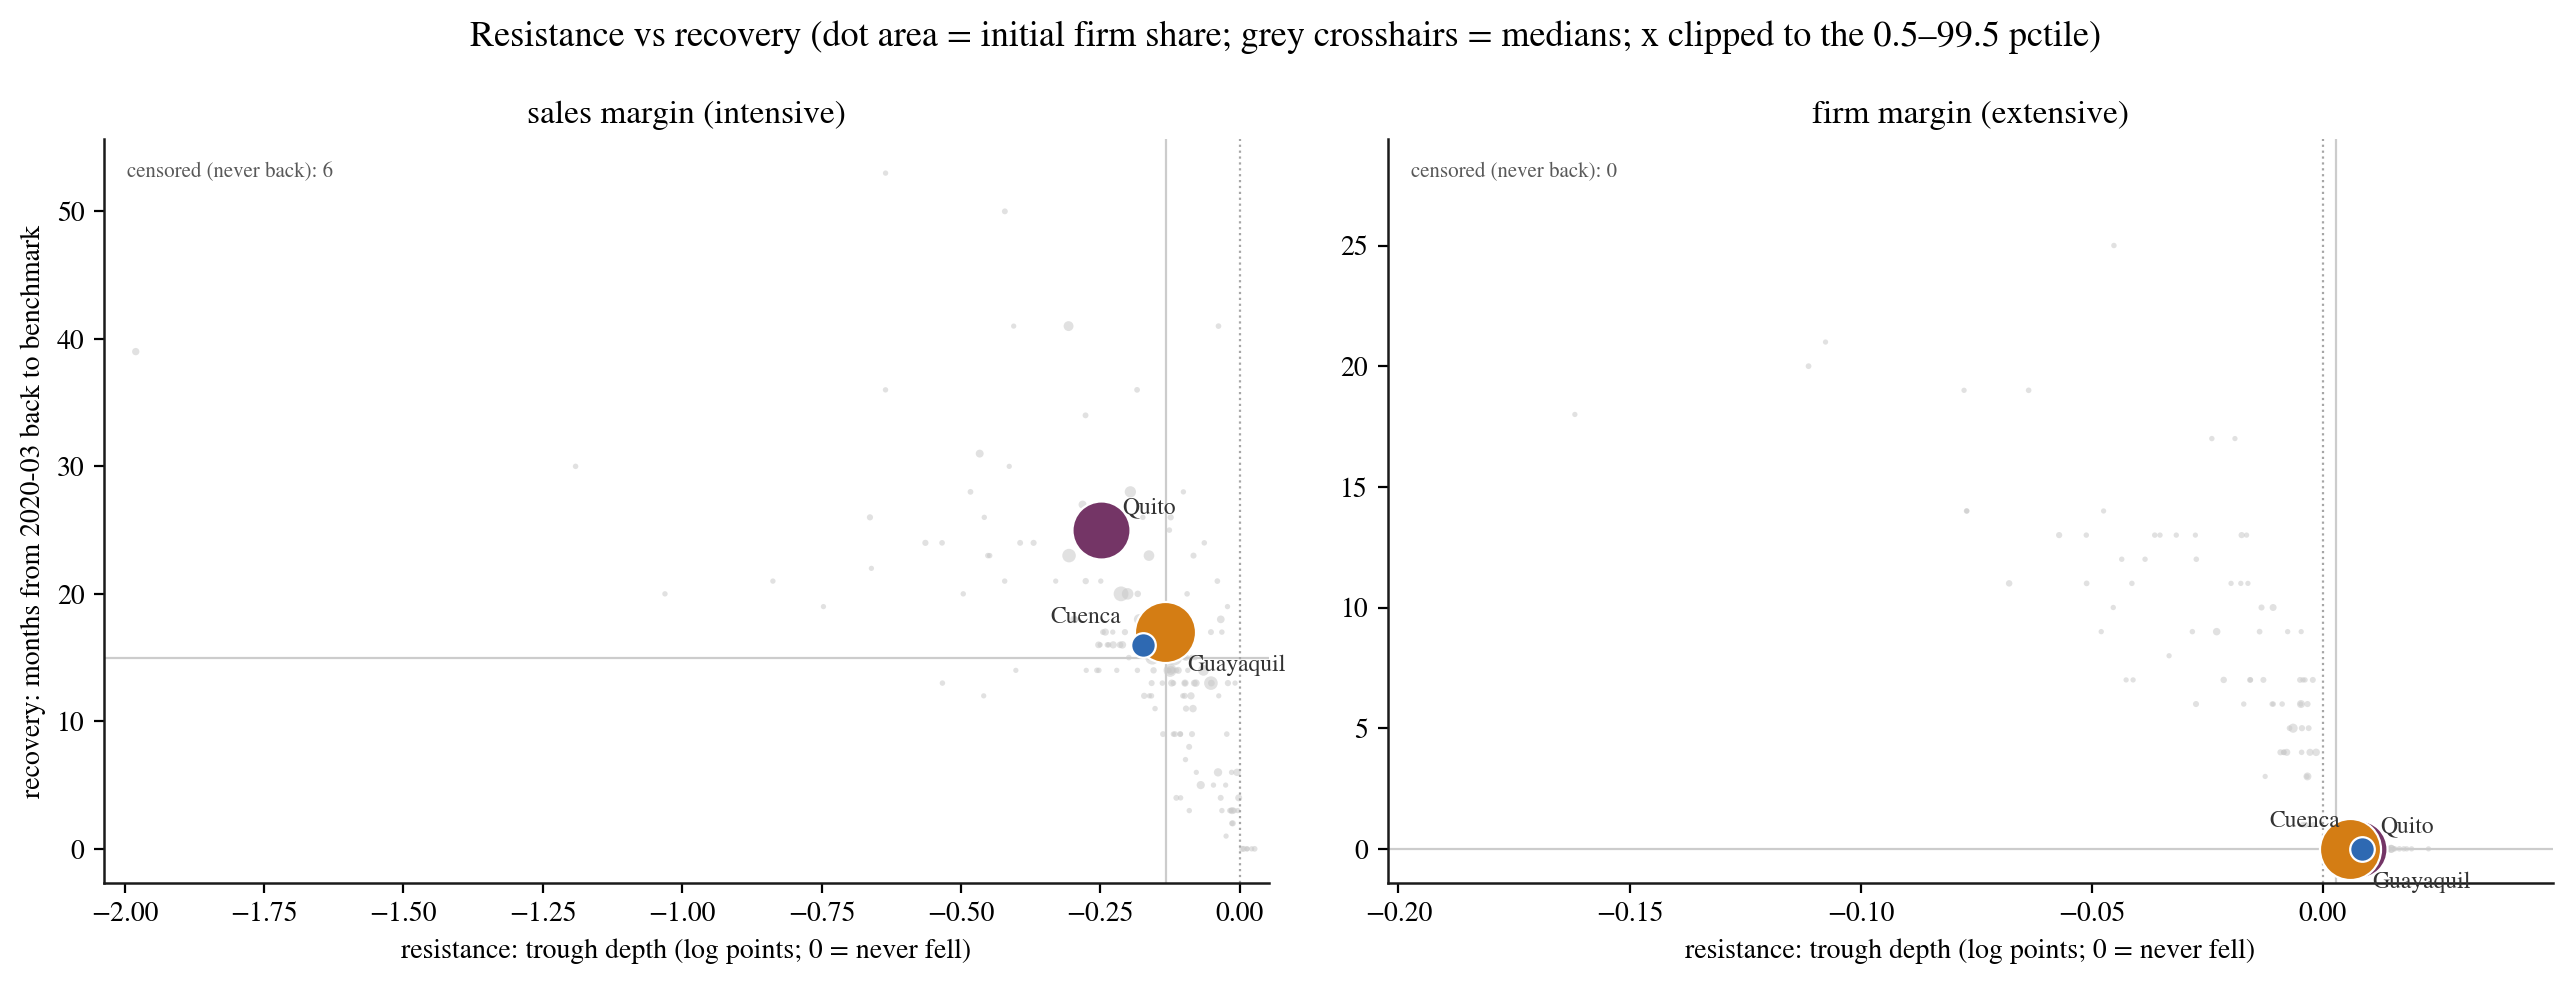 Resistance vs recovery (dot area = initial firm share; grey crosshairs = medians; x clipped to the 0.5–99.5 pctile)
sales margin (intensive)
censored (never back): 6
recovery: months from 2020-03 back to benchmark
50
40
30
20
10
0
Quito
Cuenca
Guayaquil
−2.00
−1.75
−1.50
−1.25
−1.00
−0.75
−0.50
−0.25
0.00
resistance: trough depth (log points; 0 = never fell)
firm margin (extensive)
censored (never back): 0
25
20
15
10
5
0
Cuenca
Quito
Guayaquil
−0.20
−0.15
−0.10
−0.05
0.00
resistance: trough depth (log points; 0 = never fell)